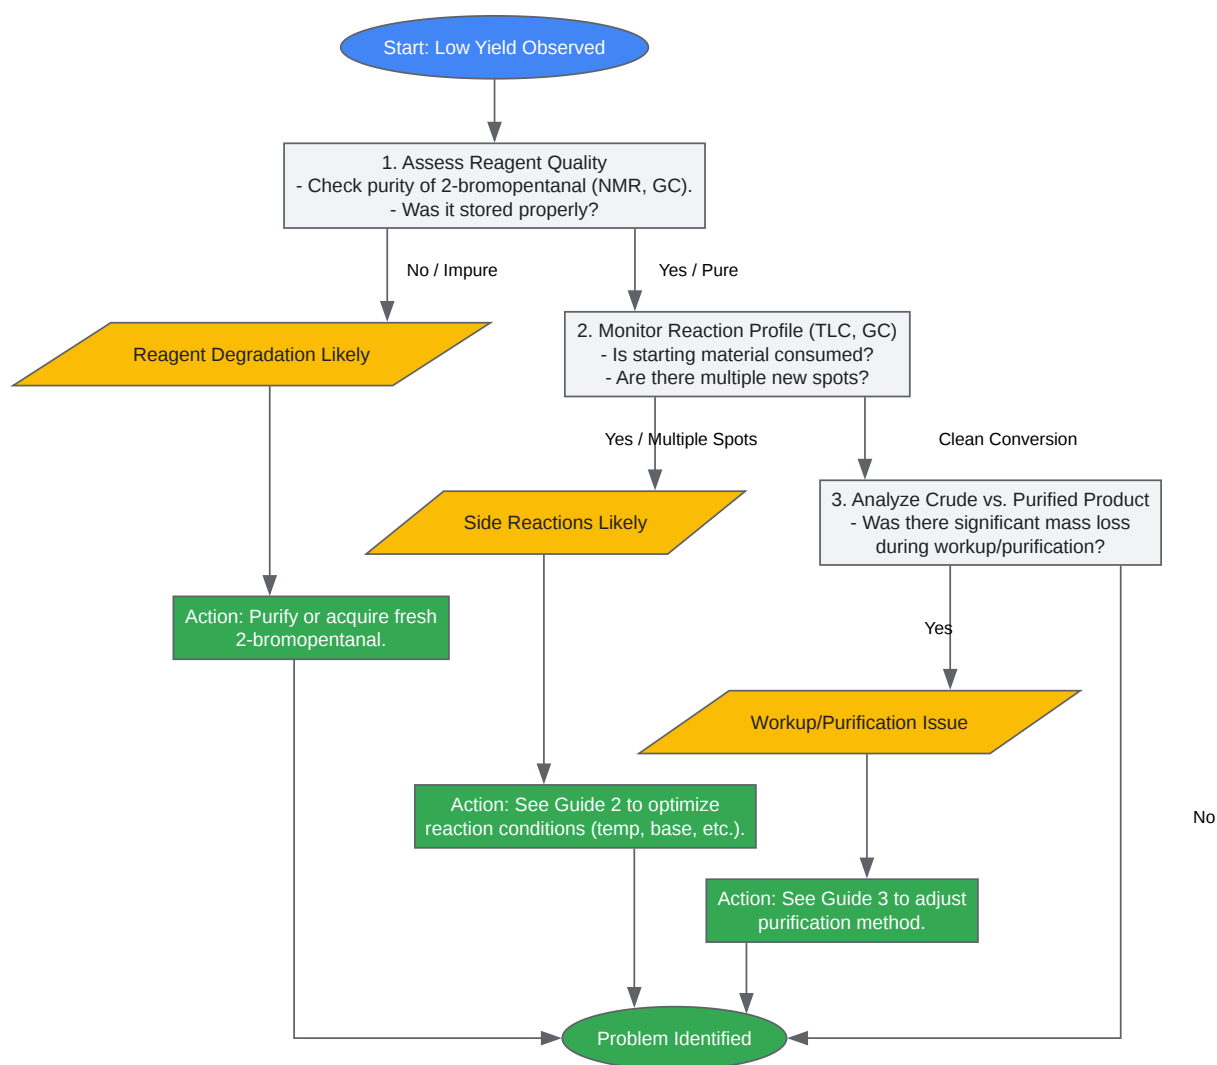 Start: Low Yield Observed
1. Assess Reagent Quality
- Check purity of 2-bromopentanal (NMR, GC).
- Was it stored properly?
No / Impure
Yes / Pure
Reagent Degradation Likely
2. Monitor Reaction Profile (TLC, GC)
- Is starting material consumed?
- Are there multiple new spots?
Yes / Multiple Spots
Clean Conversion
Side Reactions Likely
3. Analyze Crude vs. Purified Product
- Was there significant mass loss
during workup/purification?
Action: Purify or acquire fresh
2-bromopentanal.
Yes
Workup/Purification Issue
Action: See Guide 2 to optimize
reaction conditions (temp, base, etc.).
No
Action: See Guide 3 to adjust
purification method.
Problem Identified